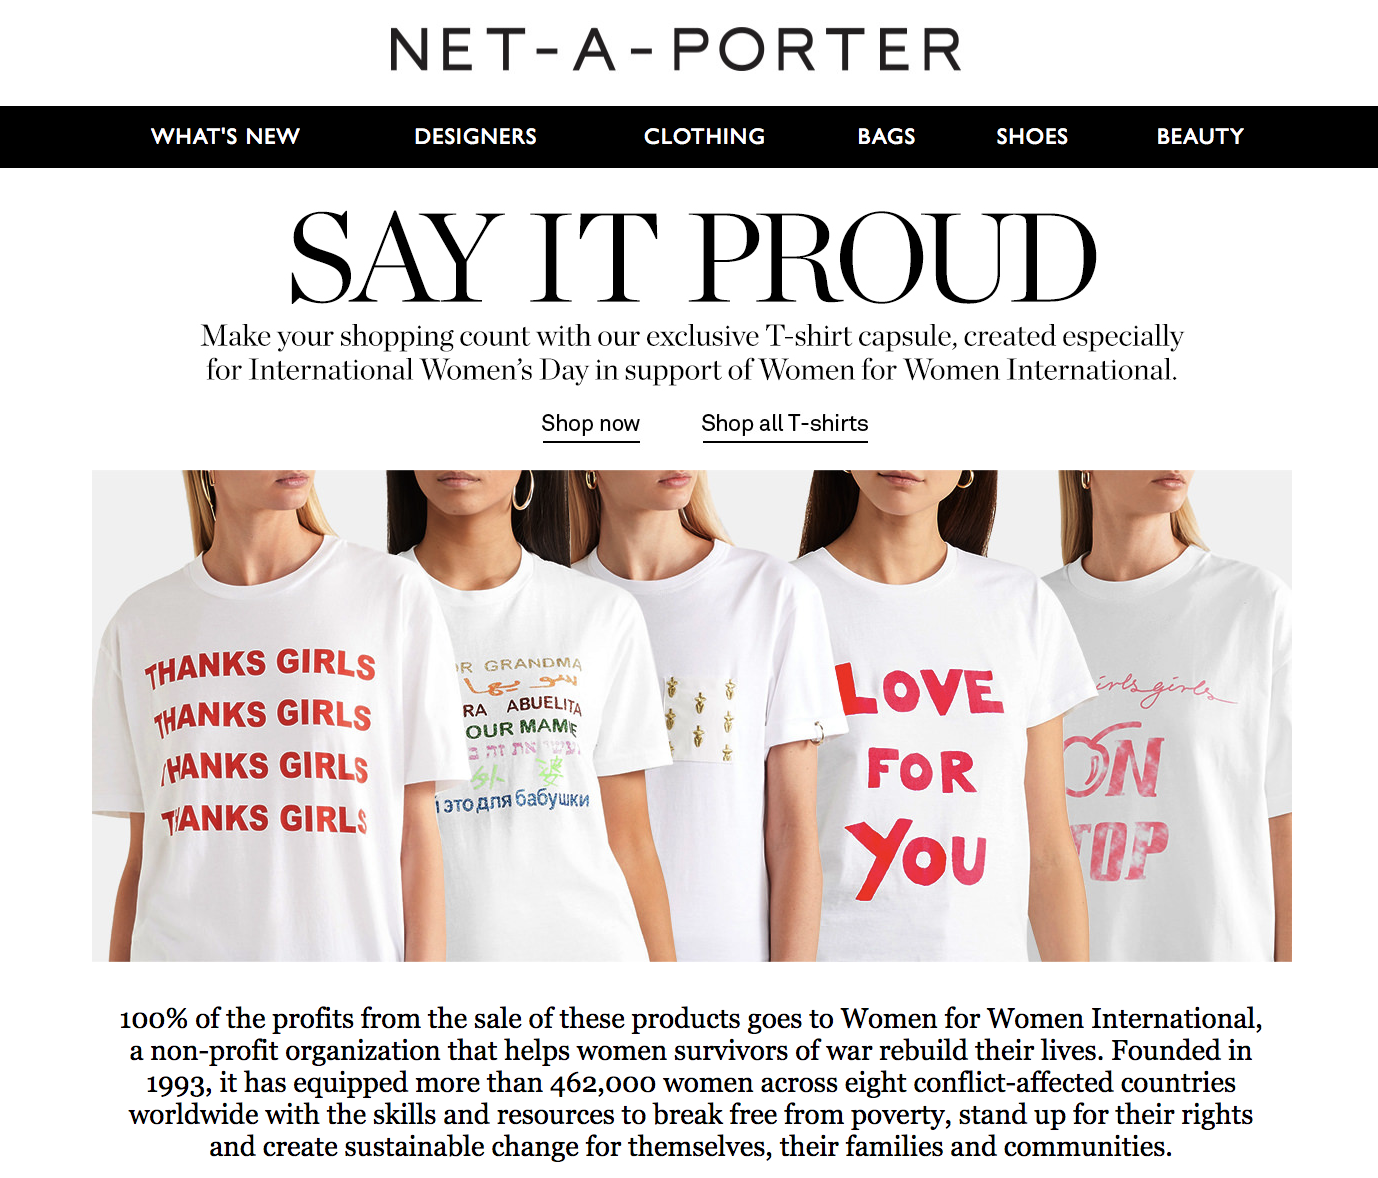 NET-A-PORTER
WHAT'S NEW DESIGNERS CLOTHING BAGS SHOES BEAUTY
SAY IT PROUD
Make your shopping count with our exclusive T-shirt capsule, created especially
for International Women's Day in support of Women for Women International.
Shop now Shop all T-shirts
THANKS GIRLS
THANKS GIRLS
THANKS GIRLS
THANKS GIRLS
GRANDMA
ABUELITA
OUR MAMIE
את זה
это для бабушки
LOVE
FOR
YOU
girls
ON
TOP
100% of the profits from the sale of these products goes to Women for Women International,
a non-profit organization that helps women survivors of war rebuild their lives. Founded in
1993, it has equipped more than 462,000 women across eight conflict-affected countries
worldwide with the skills and resources to break free from poverty, stand up for their rights
and create sustainable change for themselves, their families and communities.